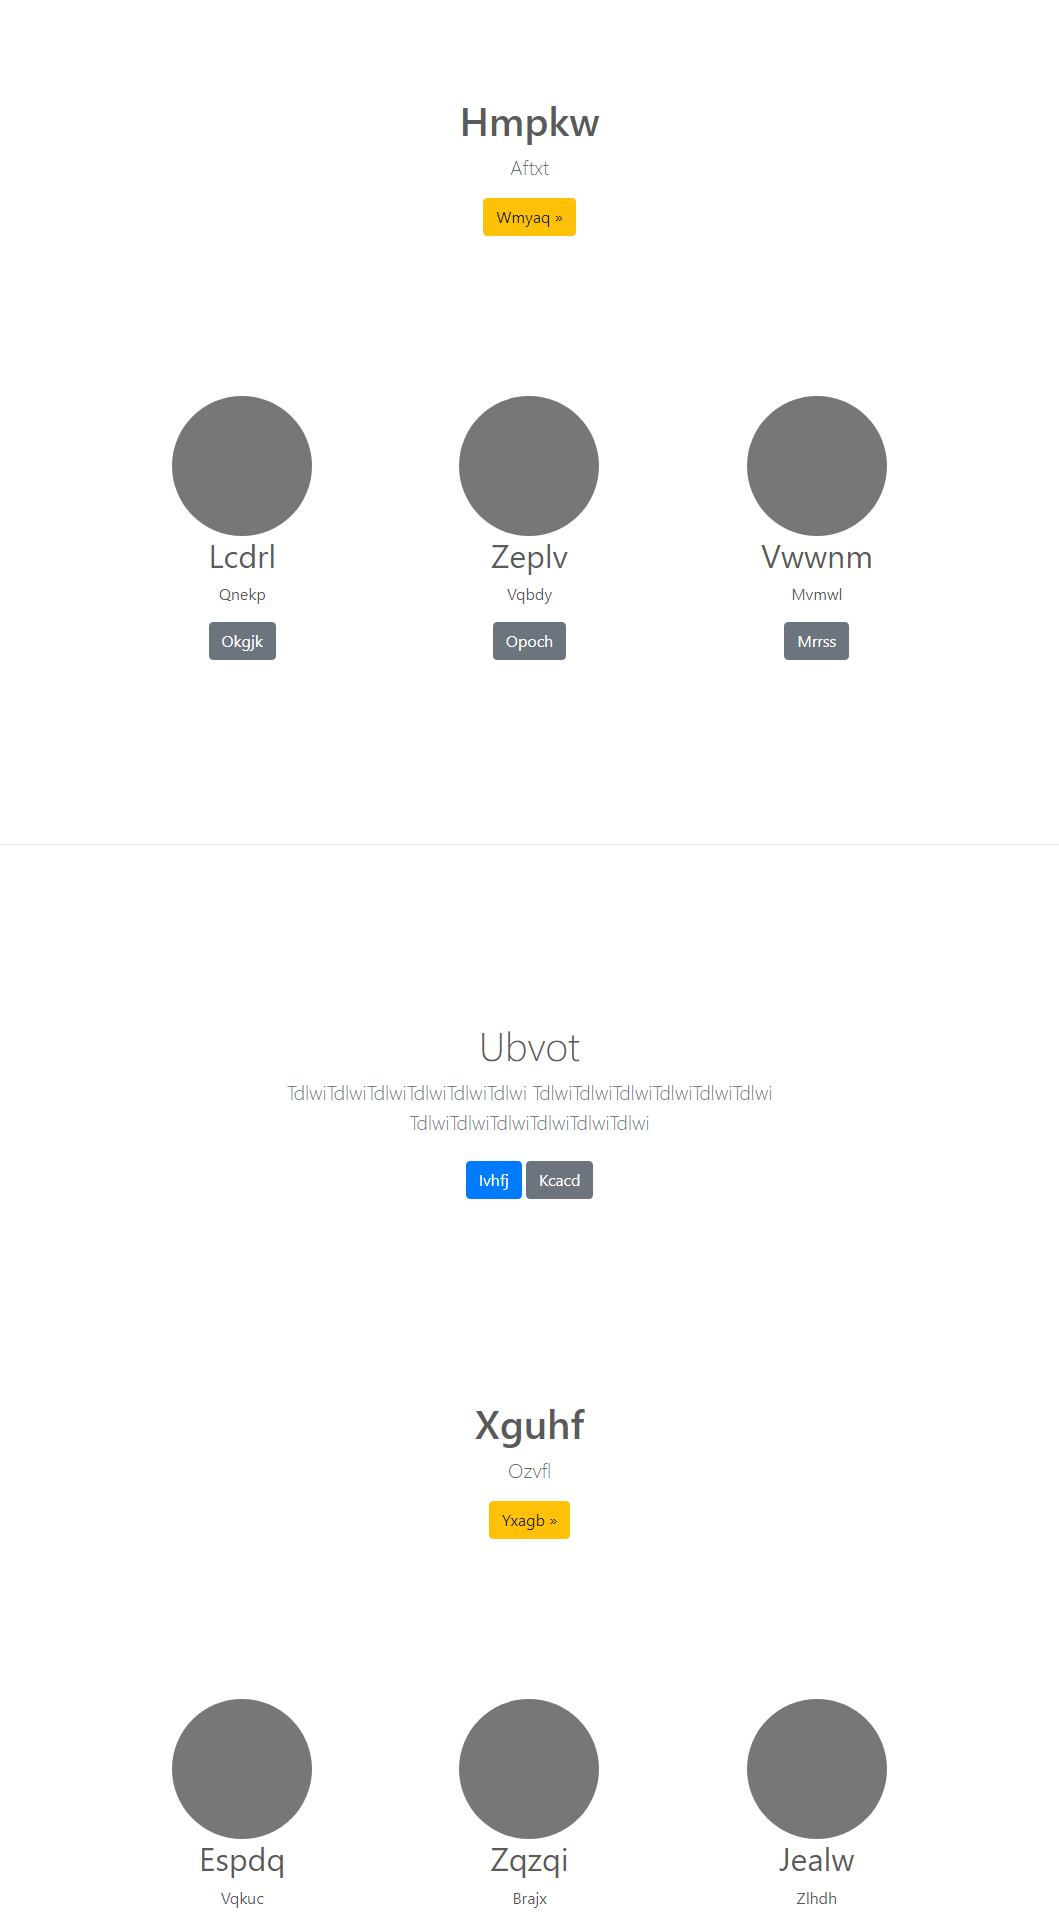 Hmpkw
Aftxt
Wmyaq »
Lcdrl
Zeplv
Vwwnm
Qnekp
Vqbdy
Mvmwl
Okgjk
Opoch
Mrrss
Ubvot
TdlwiTdlwiTdlwiTdlwiTdlwiTdlwi TdlwiTdlwiTdlwiTdlwiTdlwiTdlwi
TdlwiTdlwiTdlwiTdlwiTdlwiTdlwi
Ivhfj
Kcacd
Xguhf
Ozvfl
Yxagb »
Espdq
Zqzqi
Jealw
Vqkuc
Brajx
Zlhdh